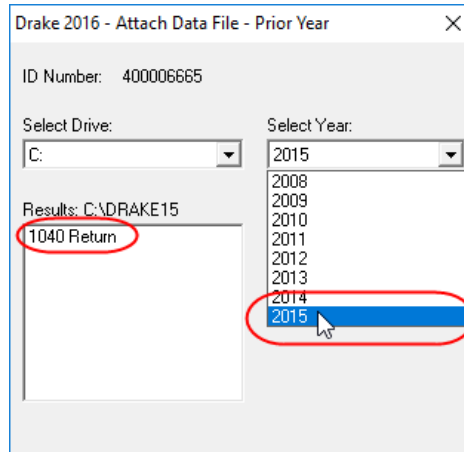 Drake 2016 - Attach Data File - Prior Year
ID Number: 400006665
Select Drive:
C:
Select Year:
2015
2008
2009
2010
2011
2012
2013
2014
2015
Results: C:\DRAKE15
1040 Return